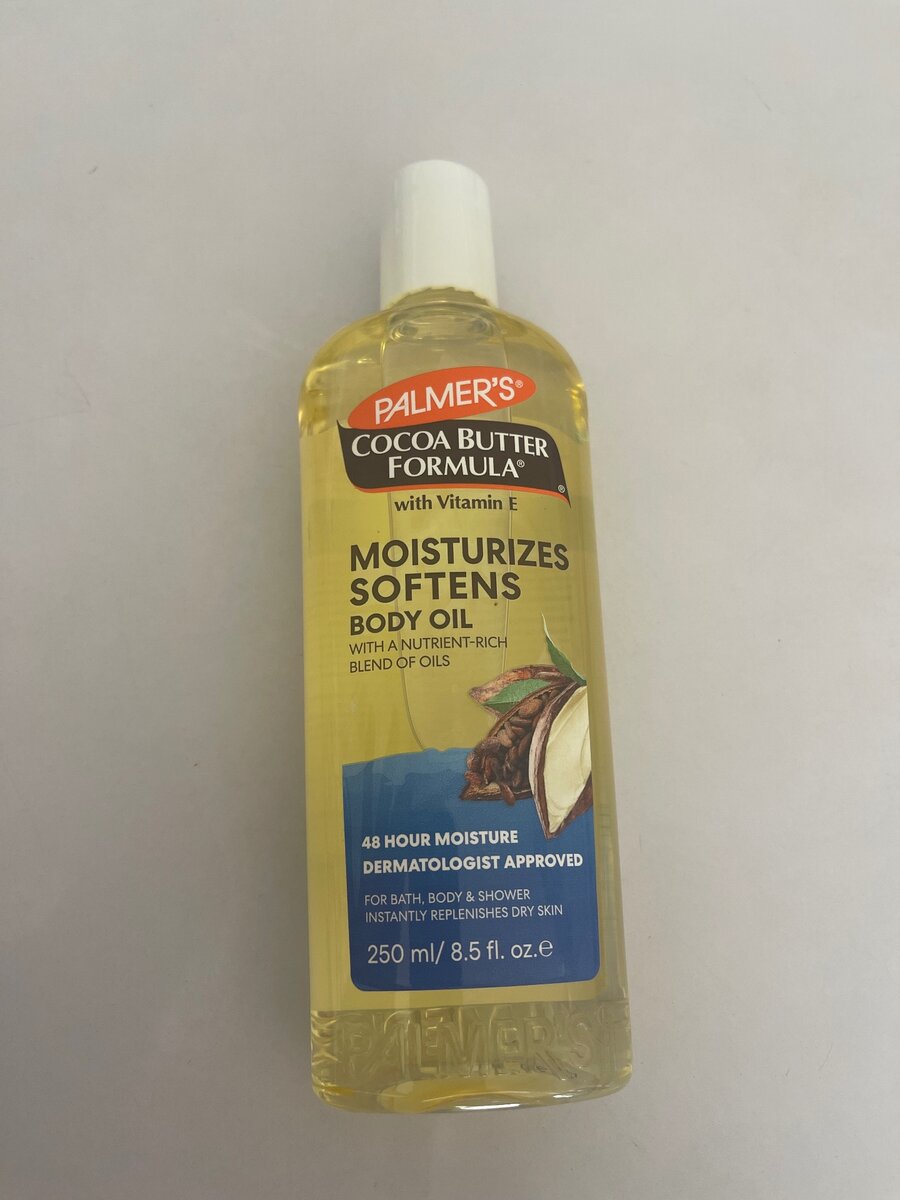 PALMER'S®
COCOA BUTTER
FORMULA®
®
with Vitamin E
MOISTURIZES
SOFTENS
BODY OIL
WITH A NUTRIENT-RICH
BLEND OF OILS
48 HOUR MOISTURE
DERMATOLOGIST APPROVED
FOR BATH, BODY & SHOWER
INSTANTLY REPLENISHES DRY SKIN
250 ml/ 8.5 fl. oz.℮
PALMER'S